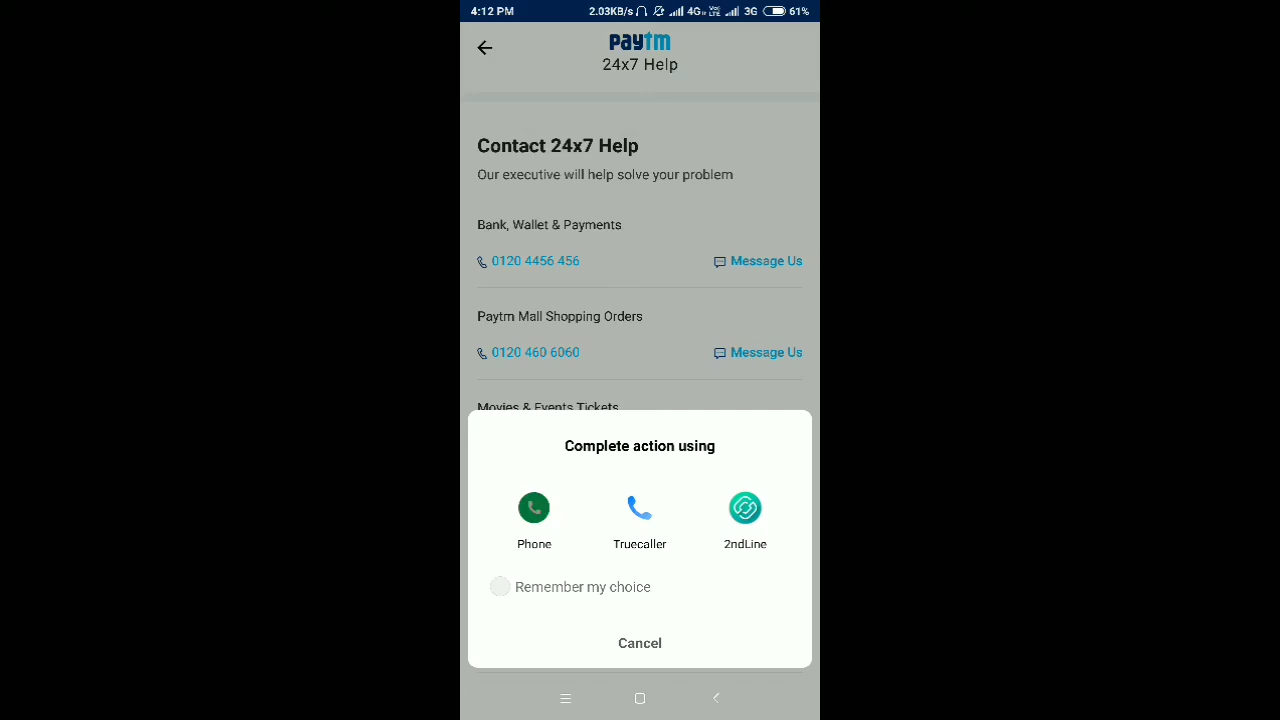 4:12 PM 2.03KB/s 4G VoLTE 3G 61%
paytm
24x7 Help
Contact 24x7 Help
Our executive will help solve your problem
Bank, Wallet & Payments
0120 4456 456 Message Us
Paytm Mall Shopping Orders
0120 460 6060 Message Us
Movies & Events Tickets
Complete action using
Phone Truecaller 2ndLine
Remember my choice
Cancel